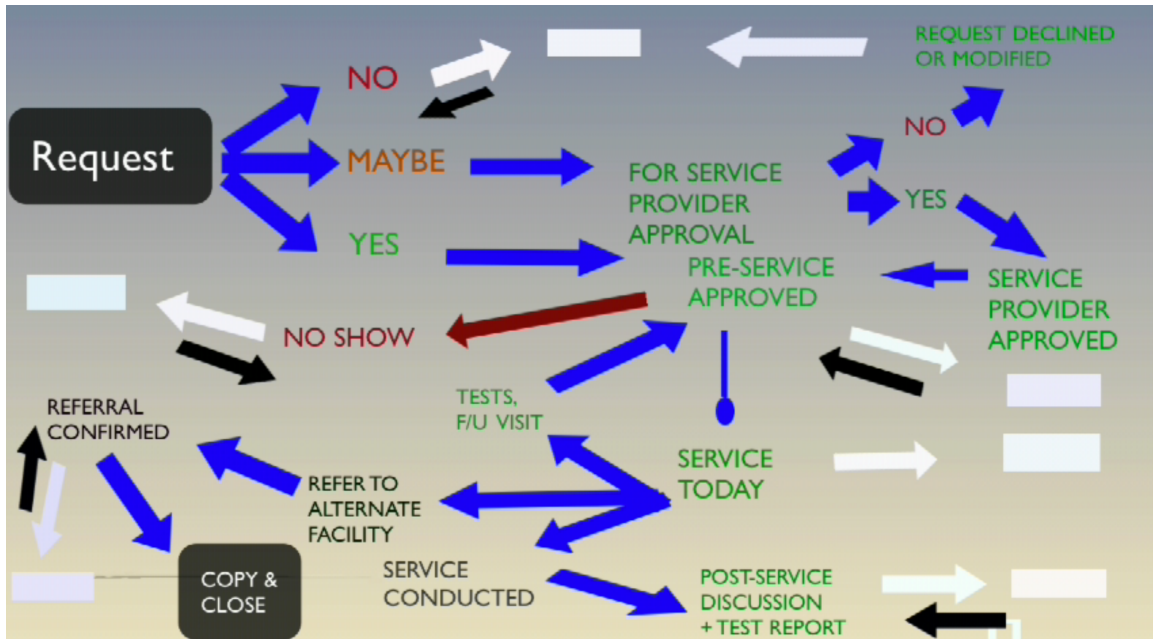 REQUEST DECLINED
OR MODIFIED
NO
NO
Request
MAYBE
FOR SERVICE
PROVIDER
APPROVAL
YES
YES
PRE-SERVICE
APPROVED
SERVICE
PROVIDER
APPROVED
NO SHOW
TESTS,
F/U VISIT
REFERRAL
CONFIRMED
SERVICE
TODAY
REFER TO
ALTERNATE
FACILITY
COPY &
CLOSE
SERVICE
CONDUCTED
POST-SERVICE
DISCUSSION
+ TEST REPORT